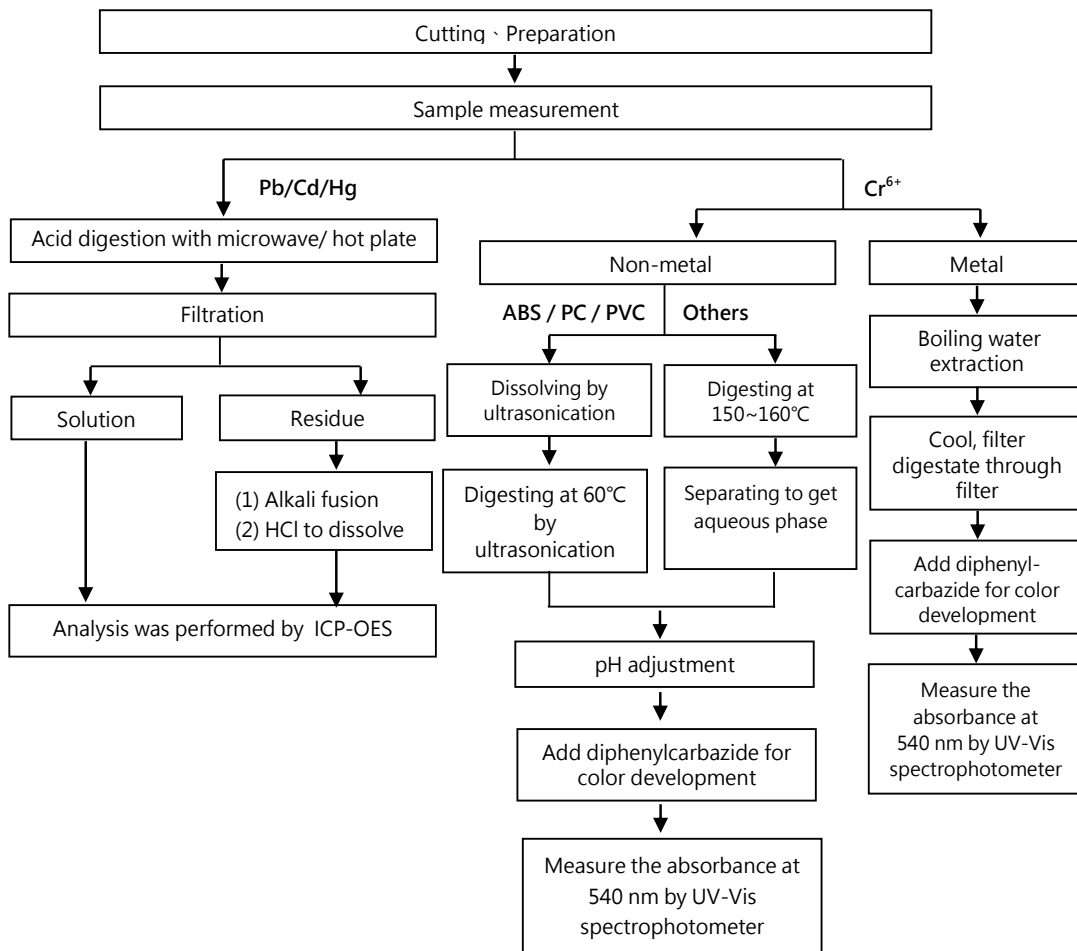 Cutting、Preparation
Sample measurement
Pb/Cd/Hg
Cr⁶⁺
Acid digestion with microwave/ hot plate
Filtration
Solution
Residue
(1) Alkali fusion
(2) HCl to dissolve
Analysis was performed by ICP-OES
Non-metal
ABS / PC / PVC
Others
Dissolving by
ultrasonication
Digesting at
150~160℃
Digesting at 60℃
by
ultrasonication
Separating to get
aqueous phase
pH adjustment
Add diphenylcarbazide for
color development
Measure the absorbance at
540 nm by UV-Vis
spectrophotometer
Metal
Boiling water
extraction
Cool, filter
digestate through
filter
Add diphenyl-
carbazide for color
development
Measure the
absorbance at
540 nm by UV-Vis
spectrophotometer